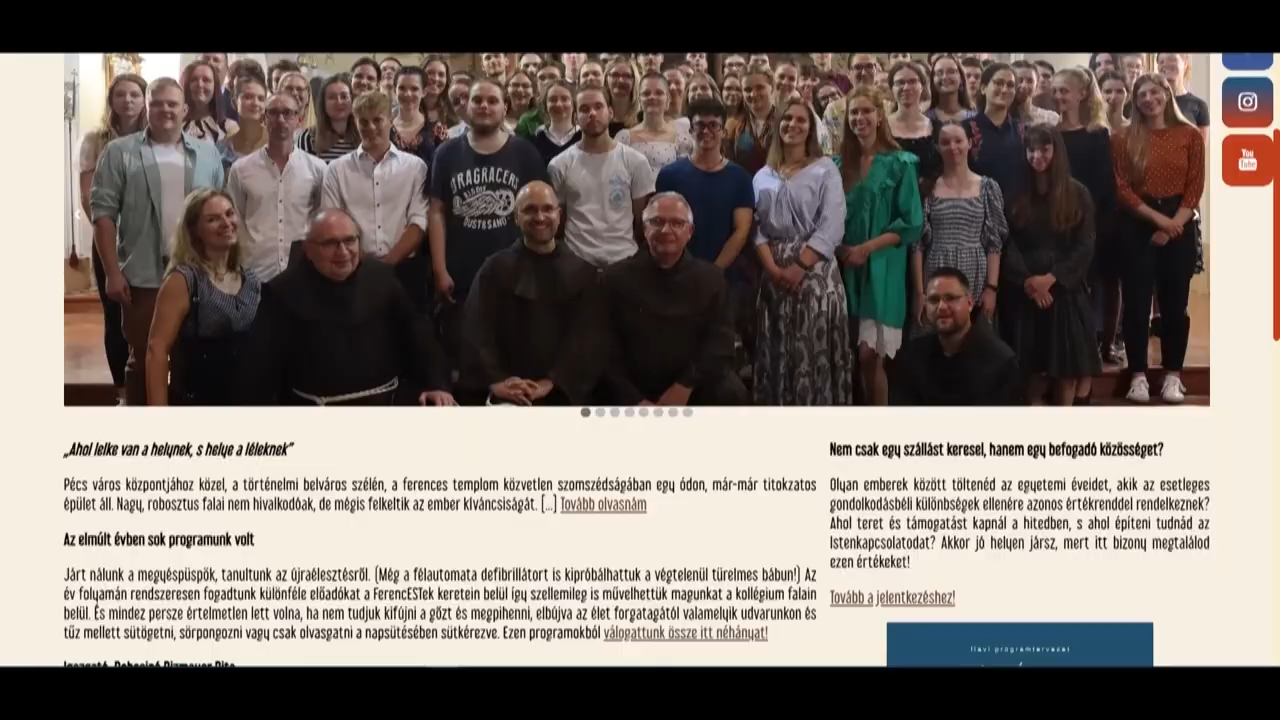 You
Tube
DRAGRACERS
DUST&SAND
„Ahol lelke van a helynek, s helye a léleknek”
Pécs város központjához közel, a történelmi belváros szélén, a ferences templom közvetlen szomszédságában egy ódon, már-már titokzatos
épület áll. Nagy, robosztus falai nem hivalkodóak, de mégis felkeltik az ember kíváncsiságát. [...] Tovább olvasnám
Az elmúlt évben sok programunk volt
Járt nálunk a megyéspüspök, tanultunk az újraélesztésről. (Még a félautomata defibrillátort is kipróbálhattuk a végtelenül türelmes bábun!) Az
év folyamán rendszeresen fogadtunk különféle előadókat a FerencESTek keretein belül így szellemileg is művelhettük magunkat a kollégium falain
belül. És mindez persze értelmetlen lett volna, ha nem tudjuk kifújni a gőzt és megpihenni, elbújva az élet forgatagától valamelyik udvarunkon és
tűz mellett sütögetni, sörpongozni vagy csak olvasgatni a napsütésében sütkérezve. Ezen programokból válogattunk össze itt néhányat!
Nem csak egy szállást keresel, hanem egy befogadó közösséget?
Olyan emberek között töltenéd az egyetemi éveidet, akik az esetleges
gondolkodásbéli különbségek ellenére azonos értékrenddel rendelkeznek?
Ahol teret és támogatást kapnál a hitedben, s ahol építeni tudnád az
Istenkapcsolatodat? Akkor jó helyen jársz, mert itt bizony megtalálod
ezen értékeket!
Tovább a jelentkezéshez!
Havi programtervezet